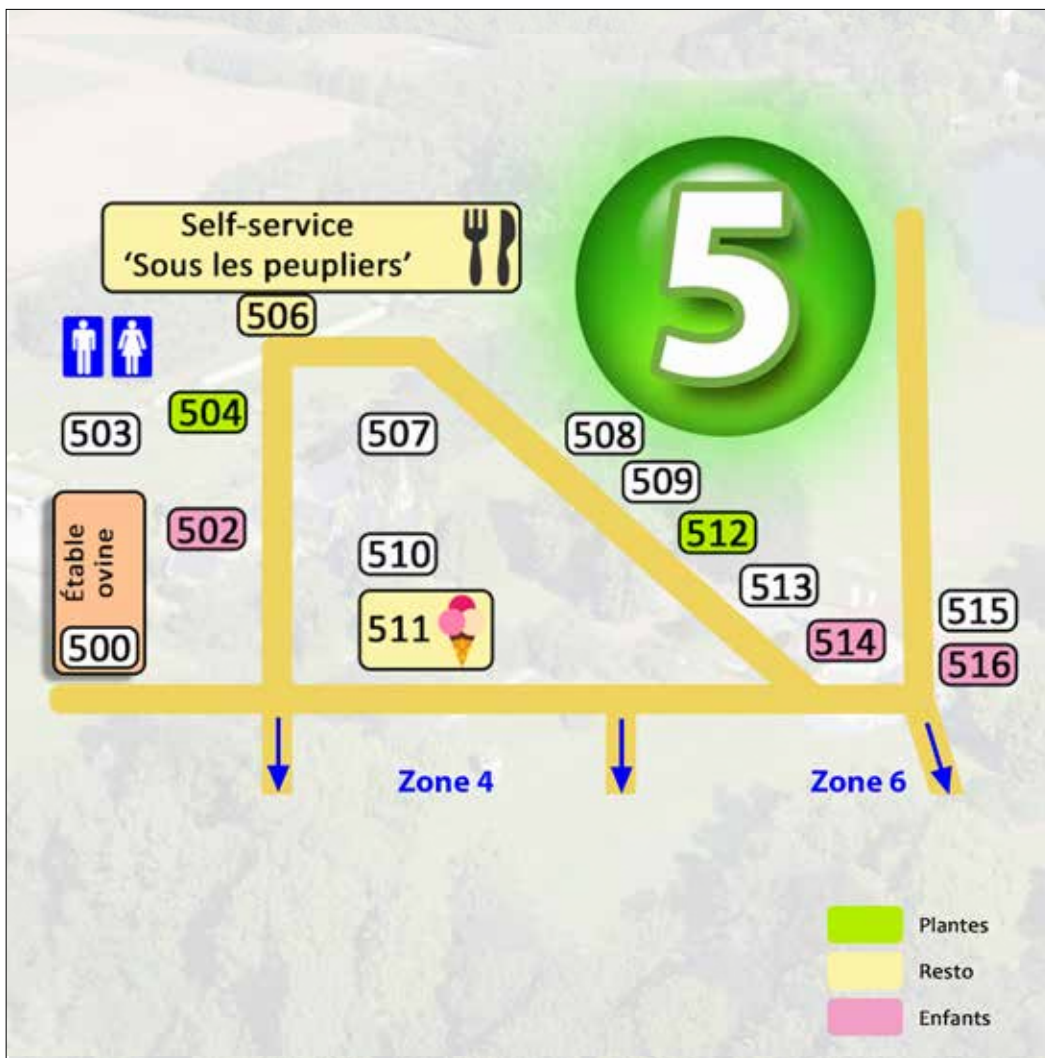 Self-service
‘Sous les peupliers’
5
506
504
503
507
508
509
502
512
510
Étable
ovine
513
511
515
500
514
516
Zone 4
Zone 6
Plantes
Resto
Enfants